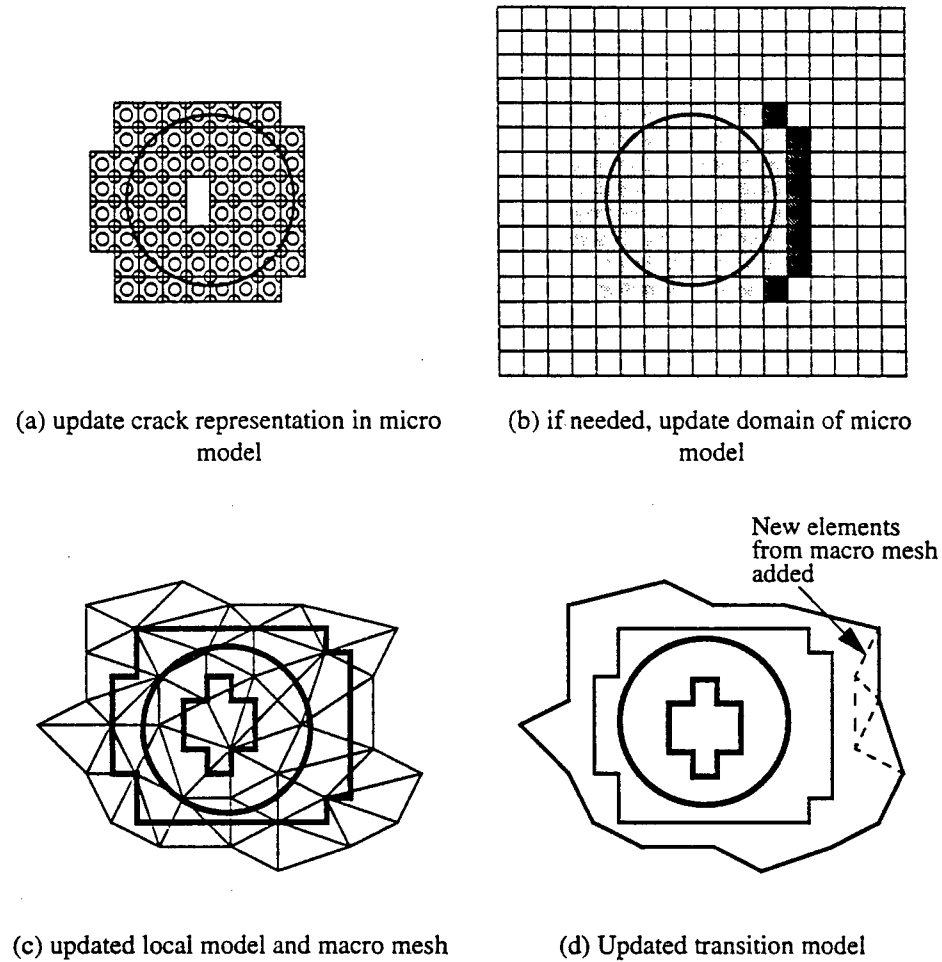 (a) update crack representation in micro
model
(b) if needed, update domain of micro
model
New elements
from macro mesh
added
(c) updated local model and macro mesh
(d) Updated transition model